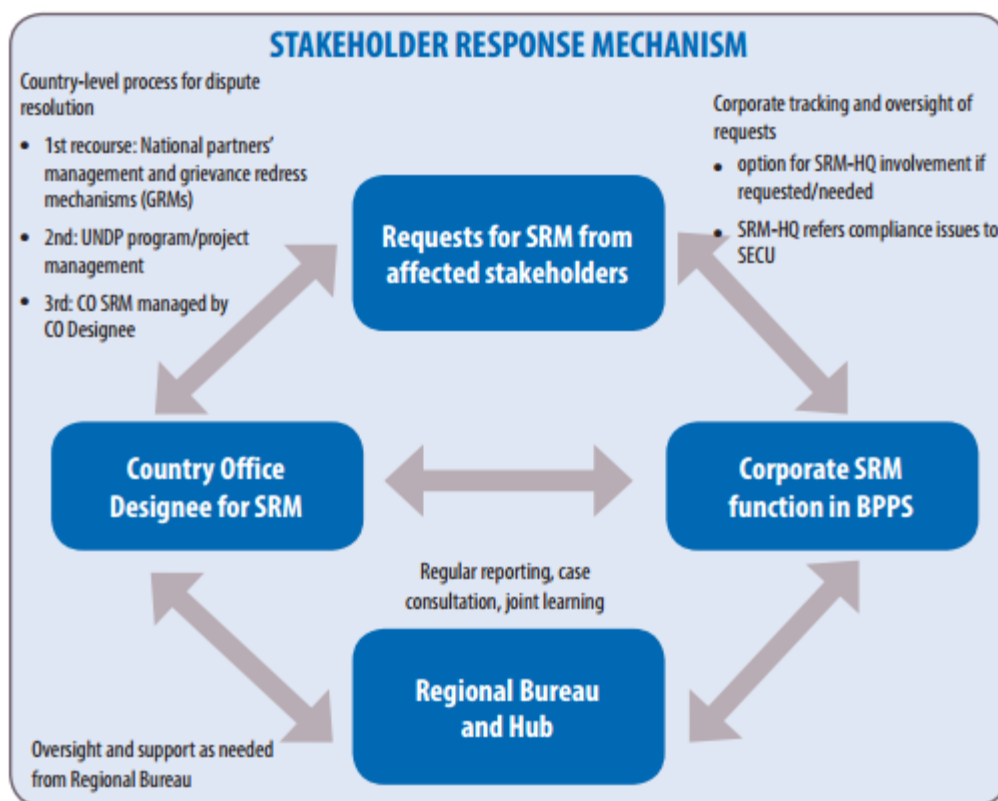 STAKEHOLDER RESPONSE MECHANISM
Country-level process for dispute
resolution
• 1st recourse: National partners'
management and grievance redress
mechanisms (GRMs)
• 2nd: UNDP program/project
management
• 3rd: CO SRM managed by
CO Designee
Corporate tracking and oversight of
requests
• option for SRM-HQ involvement if
requested/needed
• SRM-HQ refers compliance issues to
SECU
Requests for SRM from
affected stakeholders
Country Office
Designee for SRM
Corporate SRM
function in BPPS
Regular reporting, case
consultation, joint learning
Regional Bureau
and Hub
Oversight and support as needed
from Regional Bureau